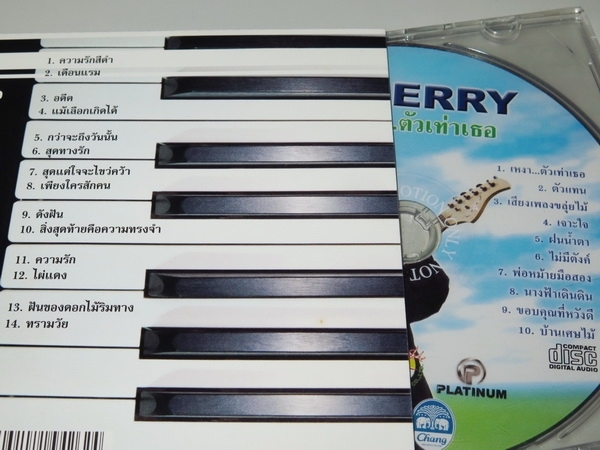 1. ความรักสีดำ
2. เดือนแรม
3. อดีต
4. แม้เลือกเกิดได้
5. กว่าจะถึงวันนั้น
6. สุดทางรัก
7. สุดแต่ใจจะไขว่คว้า
8. เพียงใครสักคน
9. ดังฝัน
10. สิ่งสุดท้ายคือความทรงจำ
11. ความรัก
12. ไผ่แดง
13. ฝันของดอกไม้ริมทาง
14. ทรามวัย
ERRY
..ตัวเท่าเธอ
1. เหงา...ตัวเท่าเธอ
2. ตัวแทน
3. เสียงเพลงขลุ่ยไม้
4. เจาะใจ
5. ฝนน้ำตา
6. ไม่มีตังค์
7. พ่อหม้ายมือสอง
8. นางฟ้าเดินดิน
9. ขอบคุณที่หวังดี
10. บ้านเศษไม้
COMPACT
disc
DIGITAL AUDIO
PLATINUM
Chang